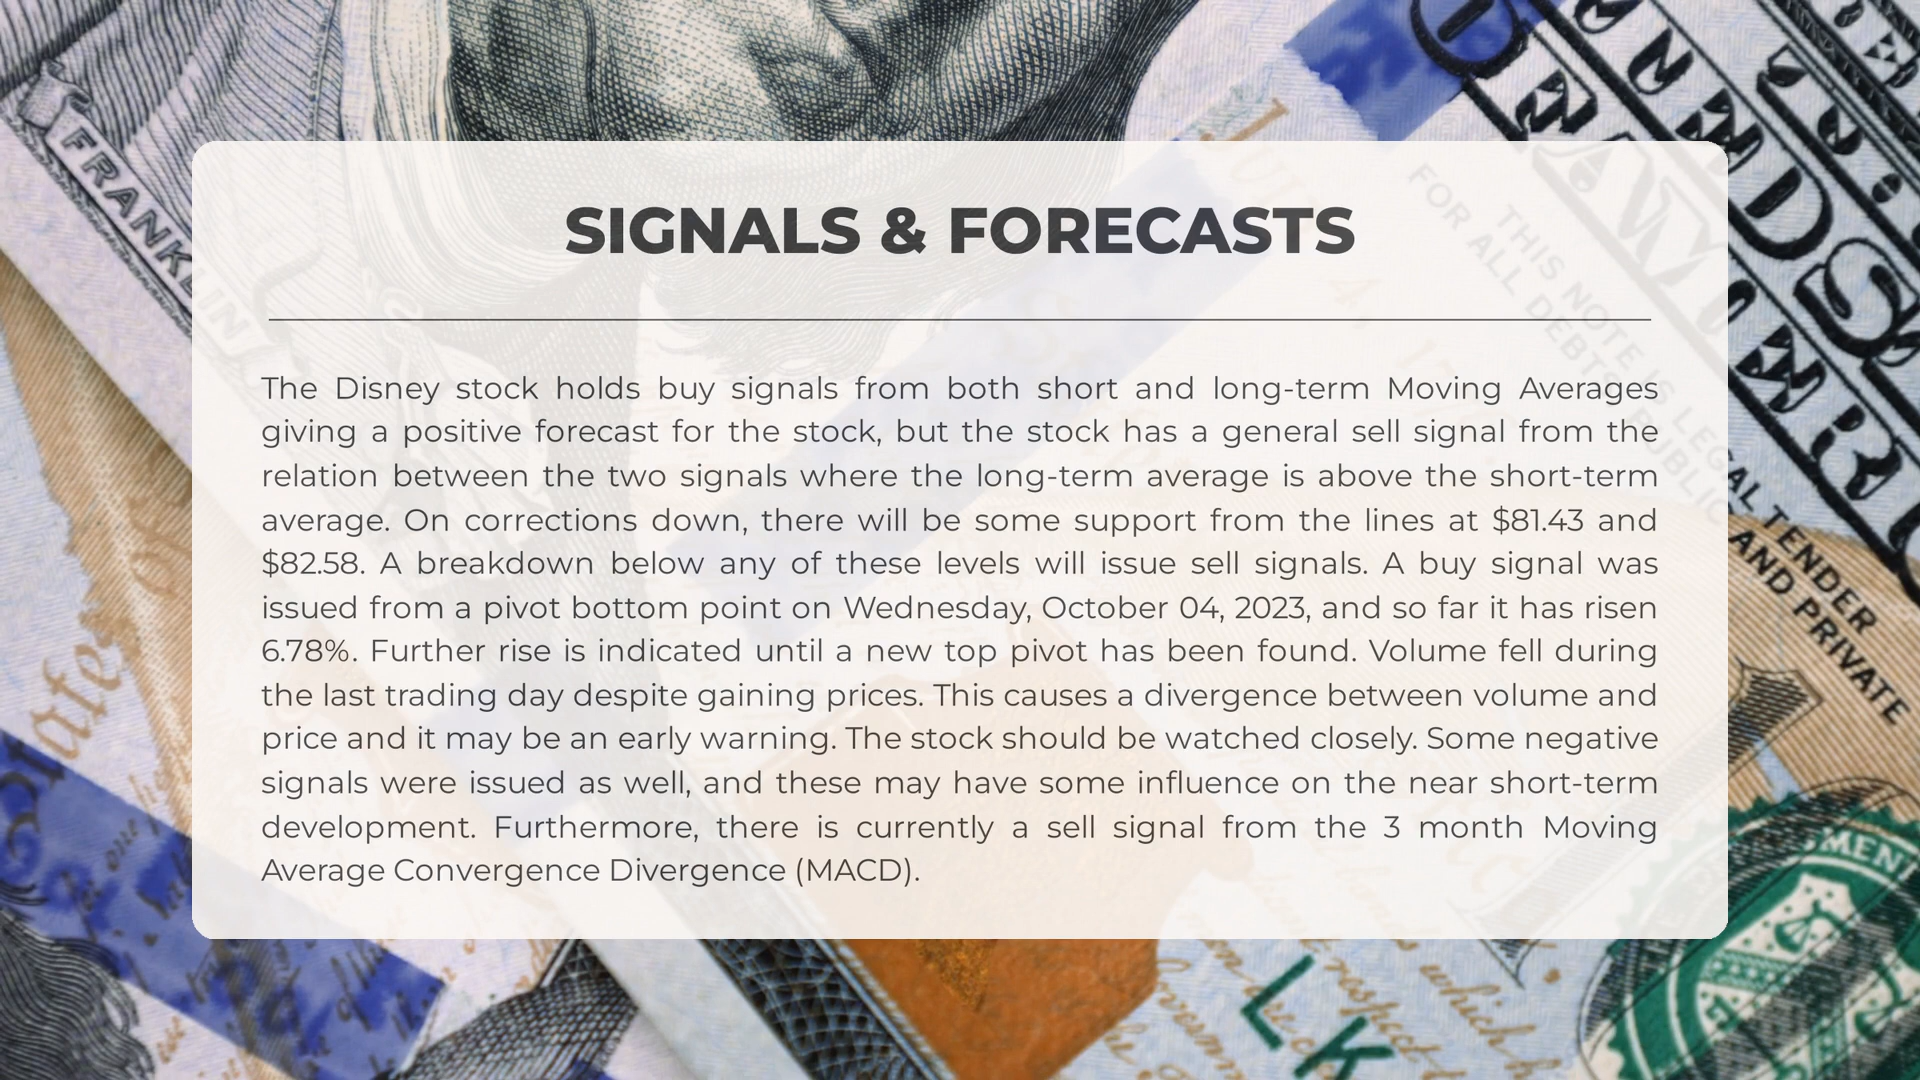 SIGNALS & FORECASTS
The Disney stock holds buy signals from both short and long-term Moving Averages
giving a positive forecast for the stock, but the stock has a general sell signal from the
relation between the two signals where the long-term average is above the short-term
average. On corrections down, there will be some support from the lines at $81.43 and
$82.58. A breakdown below any of these levels will issue sell signals. A buy signal was
issued from a pivot bottom point on Wednesday, October 04, 2023, and so far it has risen
6.78%. Further rise is indicated until a new top pivot has been found. Volume fell during
the last trading day despite gaining prices. This causes a divergence between volume and
price and it may be an early warning. The stock should be watched closely. Some negative
signals were issued as well, and these may have some influence on the near short-term
development. Furthermore, there is currently a sell signal from the 3 month Moving
Average Convergence Divergence (MACD).
FRANKLIN
THIS NOTE IS LEGAL TENDER
FOR ALL DEBTS
AND PRIVATE
L K